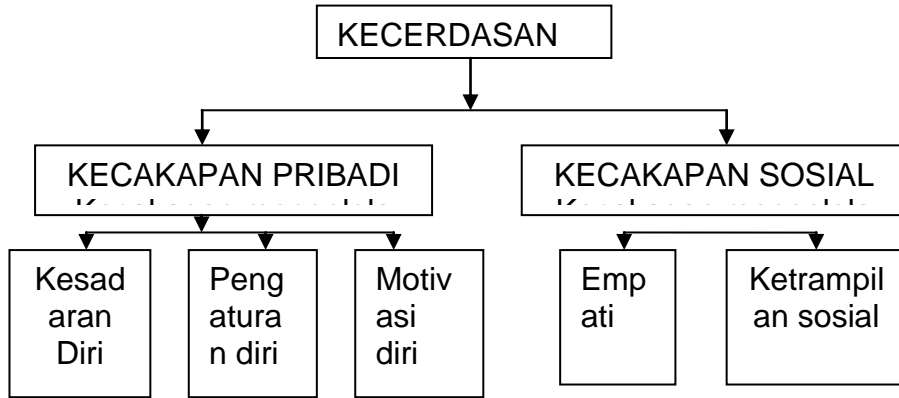 KECERDASAN
KECAKAPAN PRIBADI
KECAKAPAN SOSIAL
Kesad
aran
Diri
Peng
atura
n diri
Motiv
asi
diri
Emp
ati
Ketrampil
an sosial